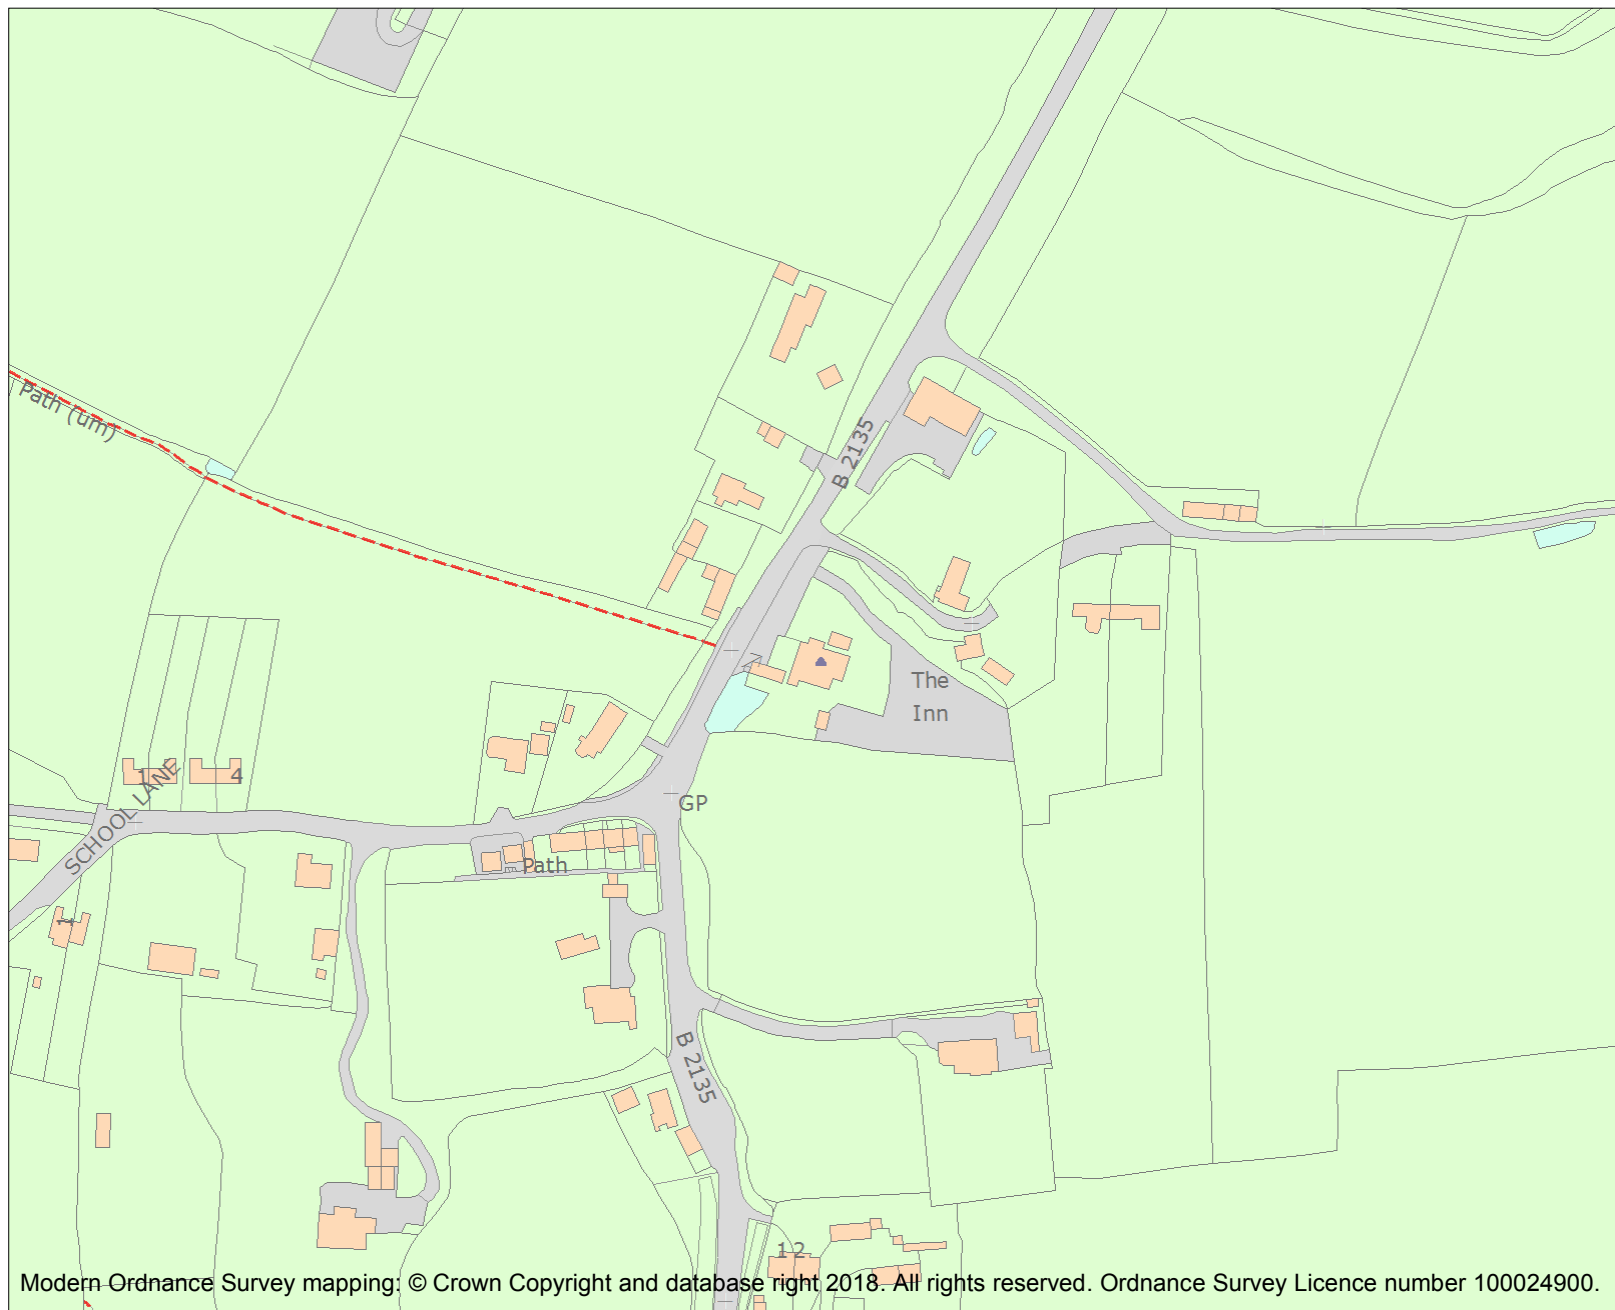 Path (um)
B 2135
The
Inn
1
4
SCHOOL LANE
GP
Path
1
B 2135
1 2
Modern Ordnance Survey mapping: © Crown Copyright and database right 2018. All rights reserved. Ordnance Survey Licence number 100024900.